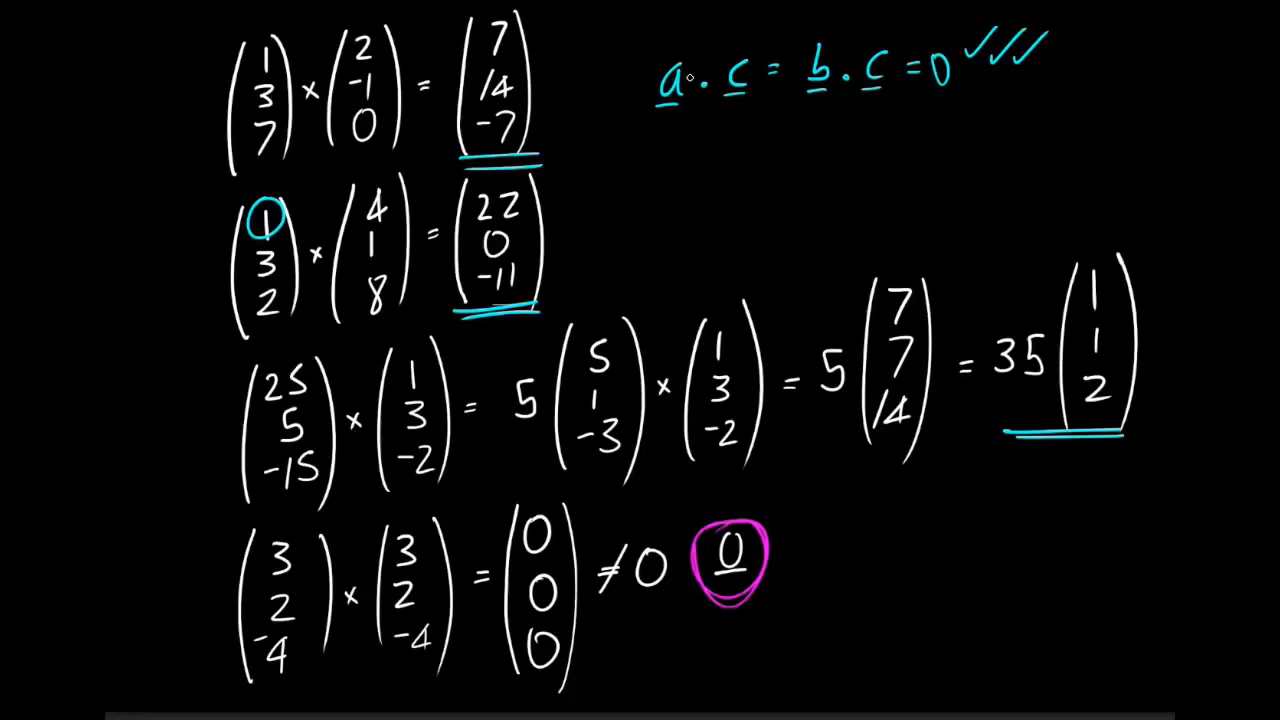 (1 3 7) × (2 -1 0) = (7 14 -7)
a · c = b · c = 0 ✓✓✓
(1 3 2) × (4 1 8) = (22 0 -11)
(25 5 -15) × (1 3 -2) = 5 (5 1 -3) × (1 3 -2) = 5 (7 7 14) = 35 (1 1 2)
(3 2 -4) × (3 2 -4) = (0 0 0) ≠ 0 0